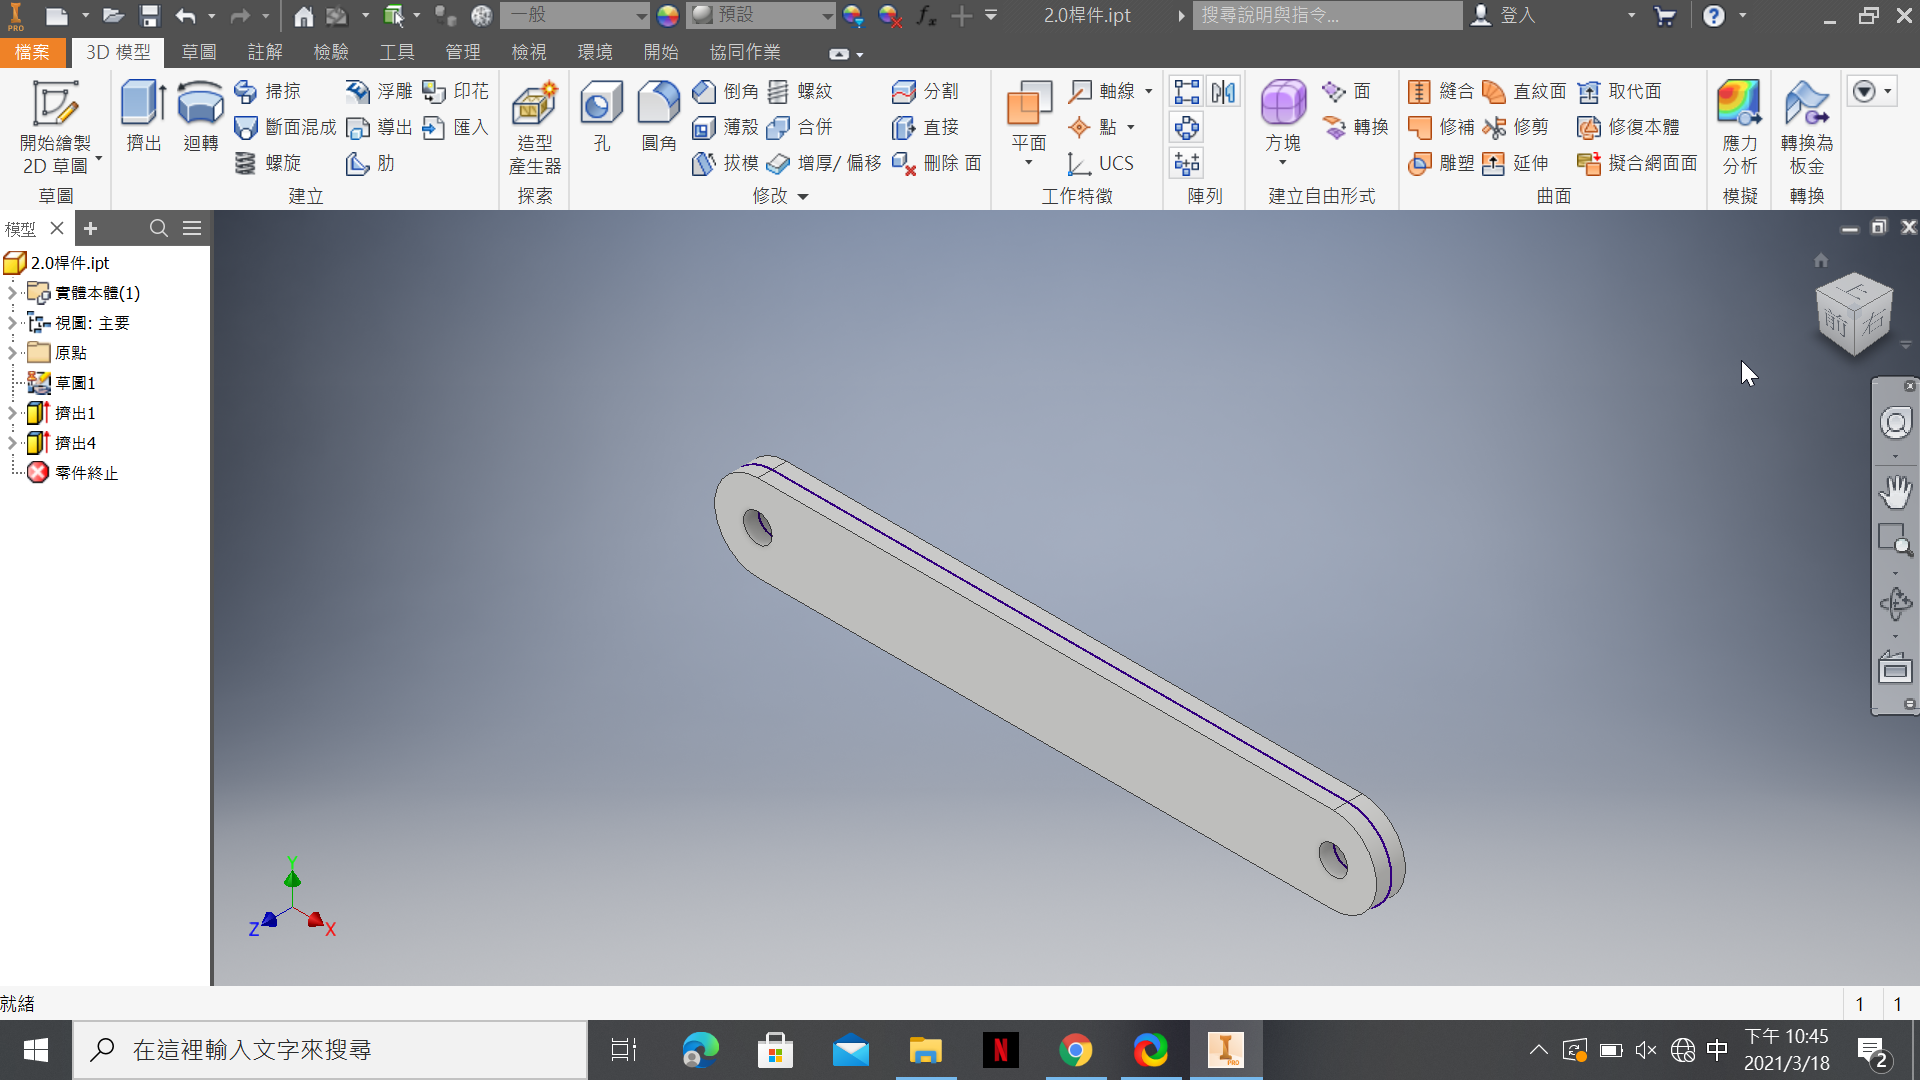 PRO
一般
預設
fx
2.0桿件.ipt
搜尋說明與指令...
登入
檔案
3D 模型
草圖
註解
檢驗
工具
管理
檢視
環境
開始
協同作業
開始繪製
2D 草圖
擠出
迴轉
掃掠
斷面混成
螺旋
浮雕
導出
肋
印花
匯入
造型
產生器
孔
圓角
倒角
薄殼
拔模
螺紋
合併
增厚/ 偏移
分割
直接
刪除 面
平面
軸線
點
UCS
方塊
面
轉換
縫合
修補
雕塑
直紋面
修剪
延伸
取代面
修復本體
擬合網面面
應力
分析
轉換為
板金
草圖
建立
探索
修改
工作特徵
陣列
建立自由形式
曲面
模擬
轉換
模型
2.0桿件.ipt
實體本體(1)
視圖: 主要
原點
草圖1
擠出1
擠出4
零件終止
上
前
右
Y
Z
X
就緒
1
1
在這裡輸入文字來搜尋
N
I
PRO
中
下午 10:45
2021/3/18
2